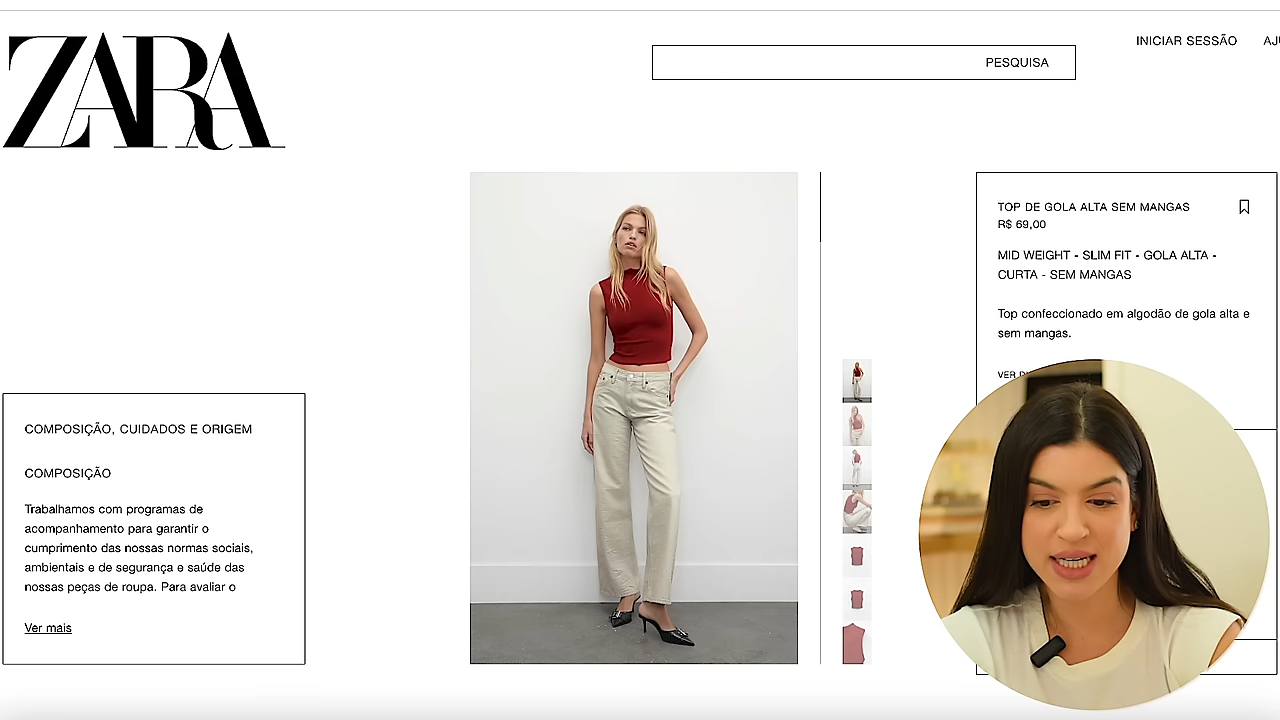 ZARA
PESQUISA
INICIAR SESSÃO
TOP DE GOLA ALTA SEM MANGAS
R$ 69,00
MID WEIGHT - SLIM FIT - GOLA ALTA -
CURTA - SEM MANGAS
Top confeccionado em algodão de gola alta e
sem mangas.
VER
COMPOSIÇÃO, CUIDADOS E ORIGEM
COMPOSIÇÃO
Trabalhamos com programas de
acompanhamento para garantir o
cumprimento das nossas normas sociais,
ambientais e de segurança e saúde das
nossas peças de roupa. Para avaliar o
Ver mais